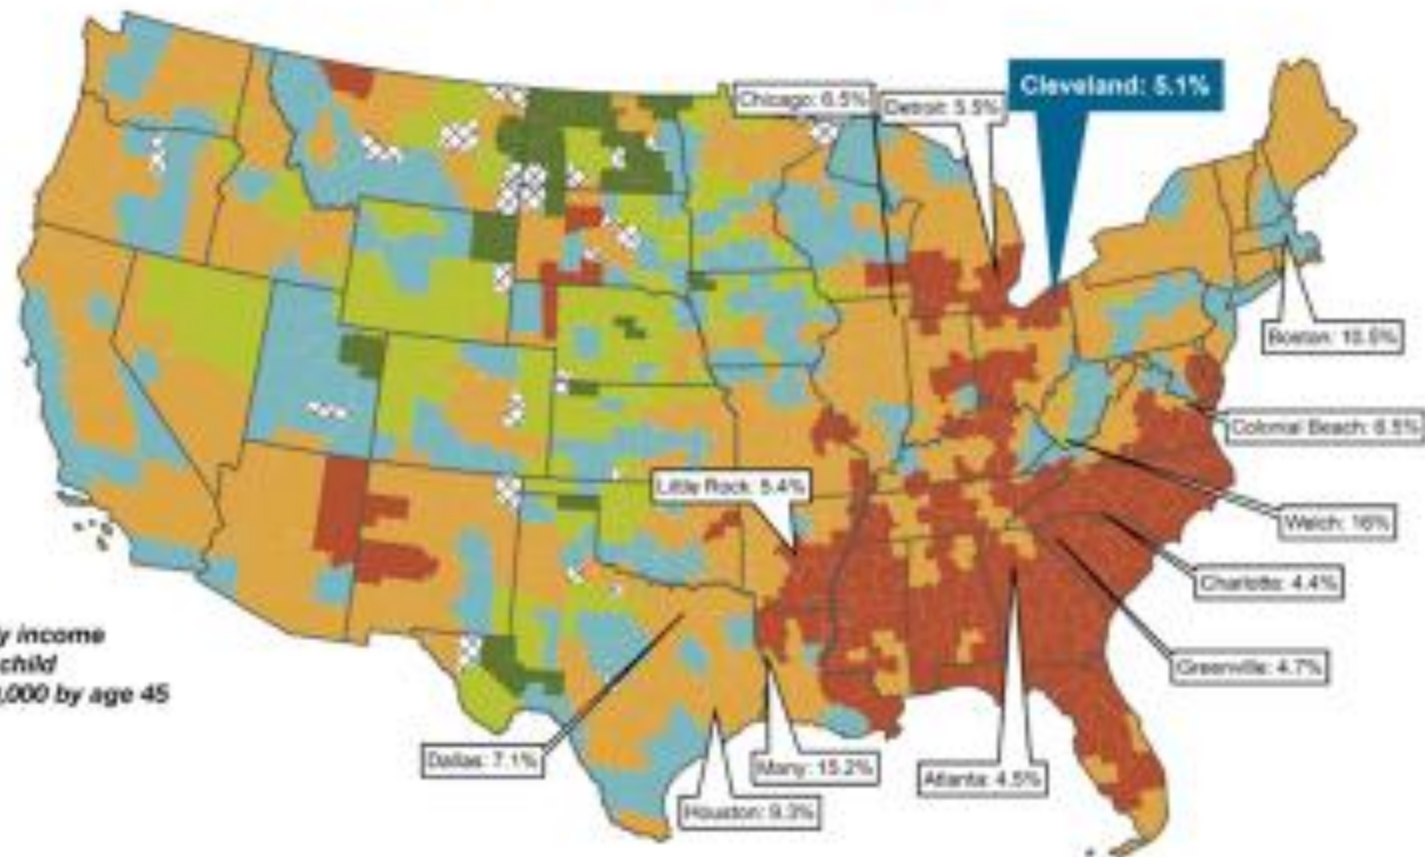 Chicago: 6.5%
Detroit: 5.5%
Cleveland: 5.1%
Boston: 10.5%
Colonial Beach: 6.5%
Little Rock: 5.4%
Welch: 16%
Charlotte: 4.4%
y income
child
,000 by age 45
Greenville: 4.7%
Dallas: 7.1%
Many: 15.2%
Atlanta: 4.5%
Houston: 9.3%